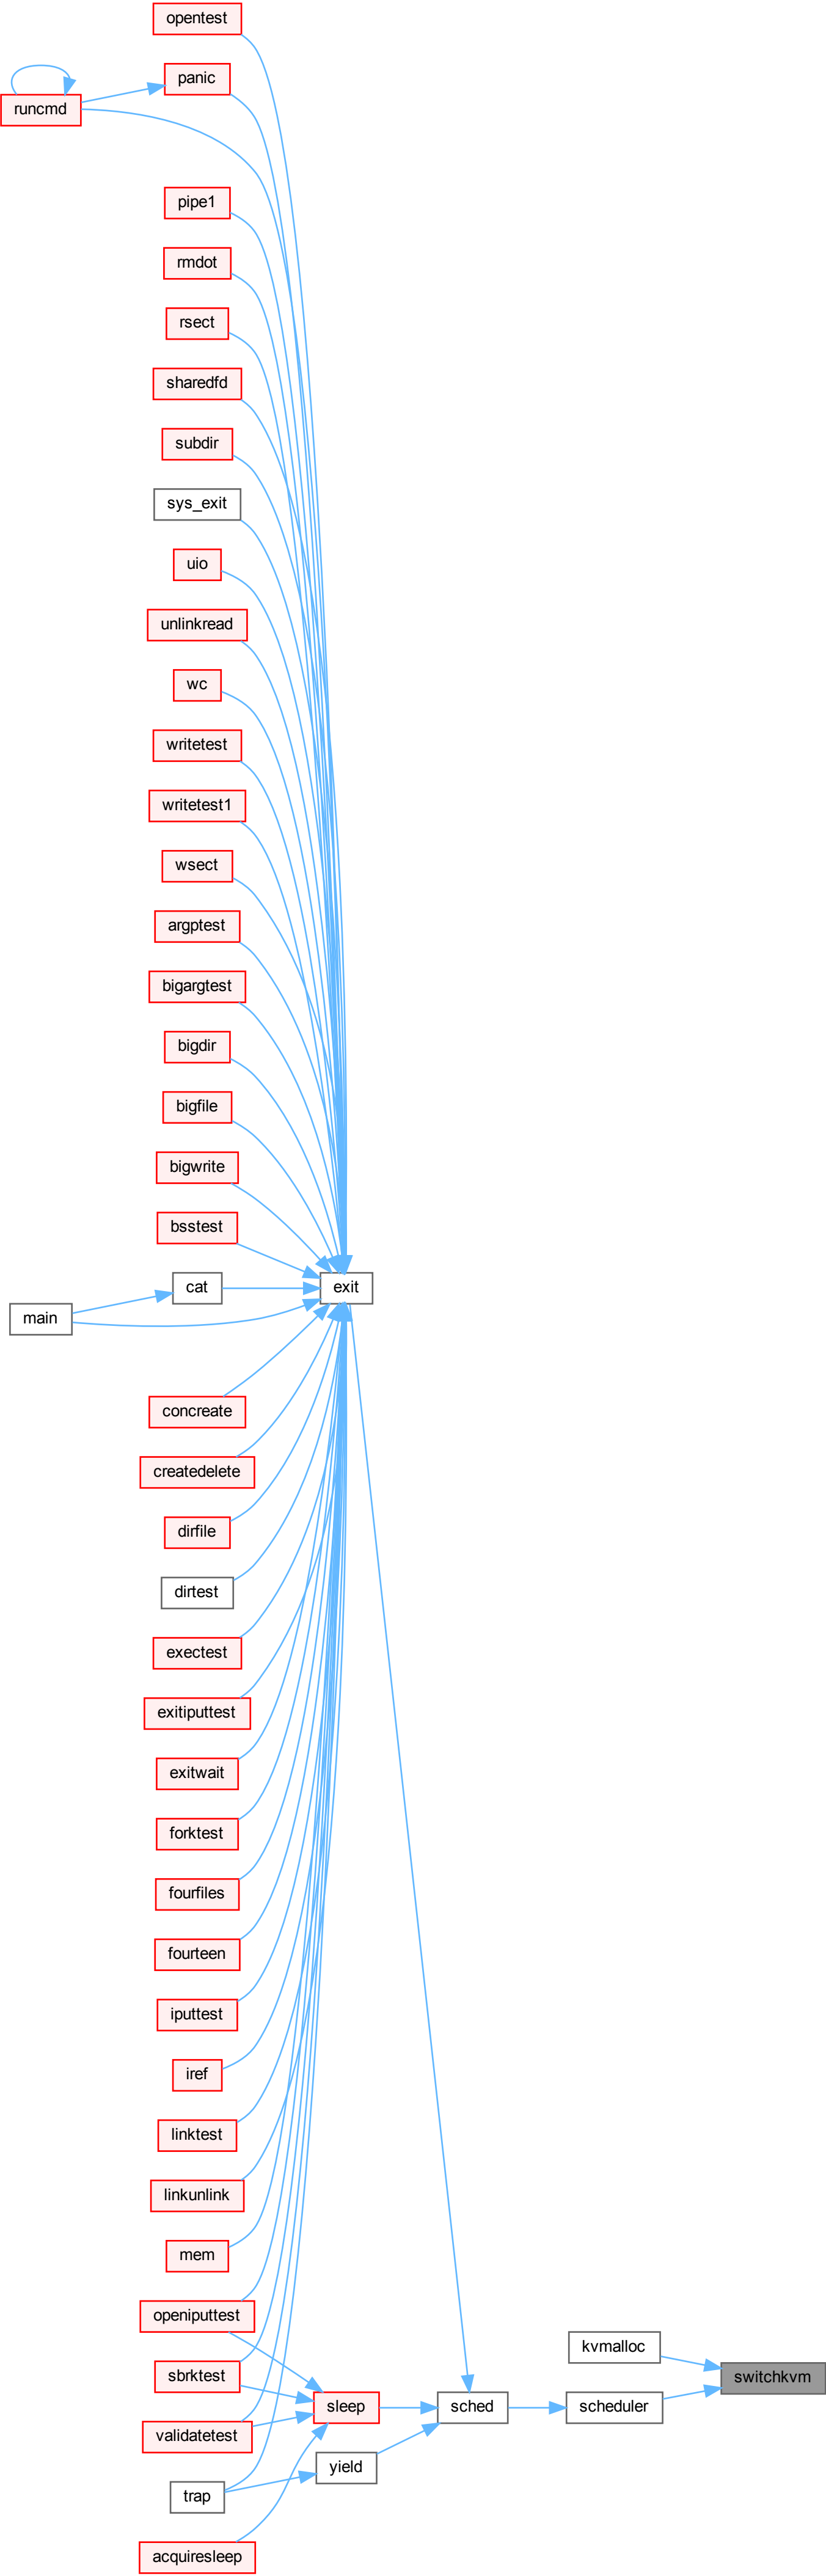 opentest
panic
runcmd
pipe1
rmdot
rsect
sharedfd
subdir
sys_exit
uio
unlinkread
wc
writetest
writetest1
wsect
argptest
bigargtest
bigdir
bigfile
bigwrite
bsstest
cat
exit
main
concreate
createdelete
dirfile
dirtest
exectest
exitiputtest
exitwait
forktest
fourfiles
fourteen
iputtest
iref
linktest
linkunlink
mem
openiputtest
kvmalloc
sbrktest
switchkvm
sleep
sched
scheduler
validatetest
yield
trap
acquiresleep